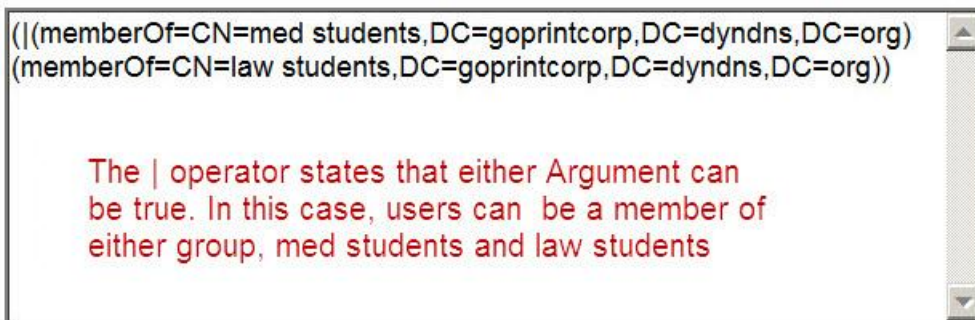 (|(memberOf=CN=med students,DC=goprintcorp,DC=dyndns,DC=org)
(memberOf=CN=law students,DC=goprintcorp,DC=dyndns,DC=org))
The | operator states that either Argument can
be true. In this case, users can  be a member of
either group, med students and law students